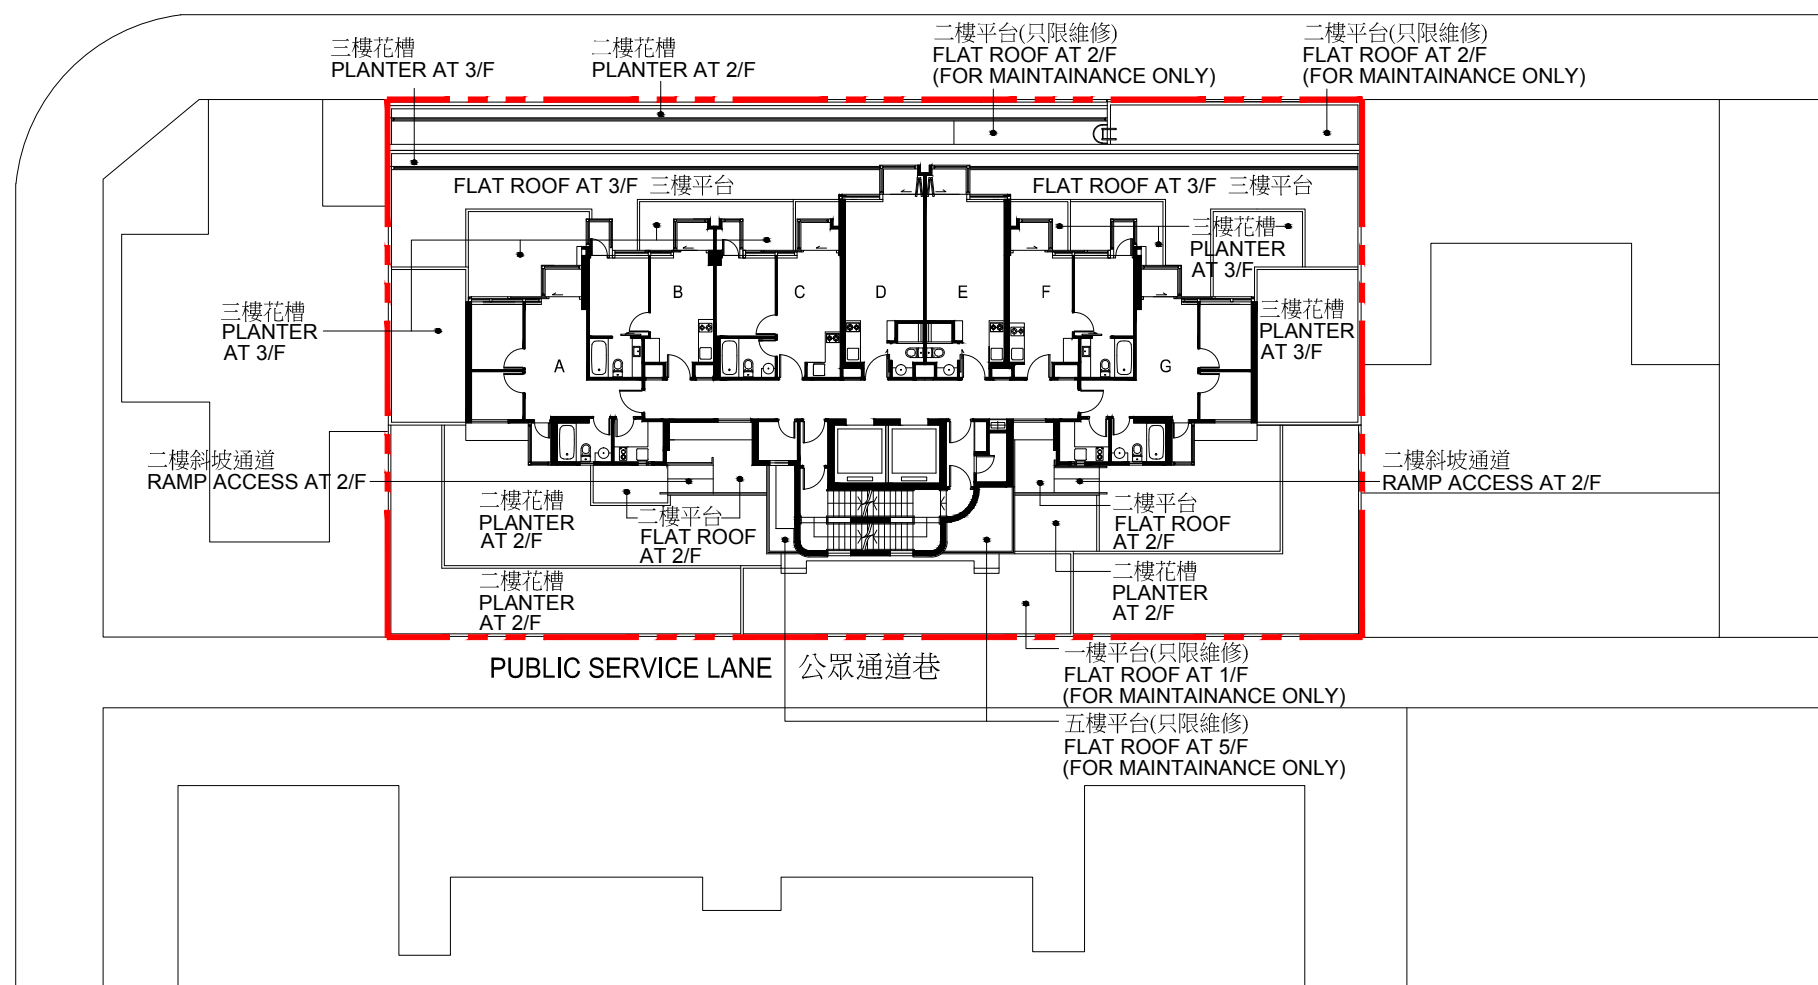 三樓花槽
PLANTER AT 3/F
二樓花槽
PLANTER AT 2/F
二樓平台(只限維修)
FLAT ROOF AT 2/F
(FOR MAINTAINANCE ONLY)
二樓平台(只限維修)
FLAT ROOF AT 2/F
(FOR MAINTAINANCE ONLY)
FLAT ROOF AT 3/F 三樓平台
FLAT ROOF AT 3/F 三樓平台
三樓花槽
PLANTER
AT 3/F
三樓花槽
PLANTER
AT 3/F
三樓花槽
PLANTER
AT 3/F
A
B
C
D
E
F
G
二樓斜坡通道
RAMP ACCESS AT 2/F
二樓花槽
PLANTER
AT 2/F
二樓平台
FLAT ROOF
AT 2/F
二樓平台
FLAT ROOF
AT 2/F
二樓斜坡通道
RAMP ACCESS AT 2/F
二樓花槽
PLANTER
AT 2/F
二樓花槽
PLANTER
AT 2/F
PUBLIC SERVICE LANE 公眾通道巷
一樓平台(只限維修)
FLAT ROOF AT 1/F
(FOR MAINTAINANCE ONLY)
五樓平台(只限維修)
FLAT ROOF AT 5/F
(FOR MAINTAINANCE ONLY)